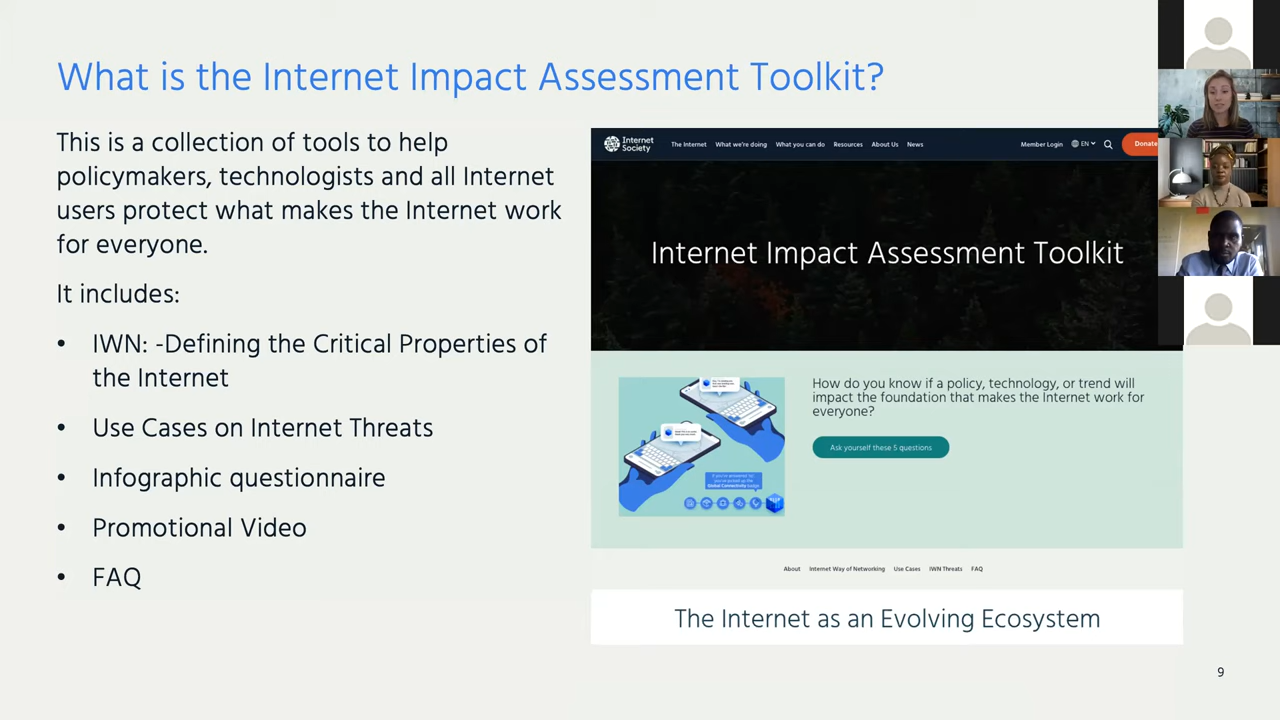 What is the Internet Impact Assessment Toolkit?
This is a collection of tools to help
policymakers, technologists and all Internet
users protect what makes the Internet work
for everyone.
It includes:
• IWN: -Defining the Critical Properties of
the Internet
• Use Cases on Internet Threats
• Infographic questionnaire
• Promotional Video
• FAQ
Internet
Society
The Internet What we're doing What you can do Resources About Us News
Member Login EN Donate
Internet Impact Assessment Toolkit
How do you know if a policy, technology, or trend will
impact the foundation that makes the Internet work for
everyone?
Ask yourself these 5 questions
Global Connectivity
About Internet Way of Networking Use Cases IWN Threats FAQ
The Internet as an Evolving Ecosystem
9